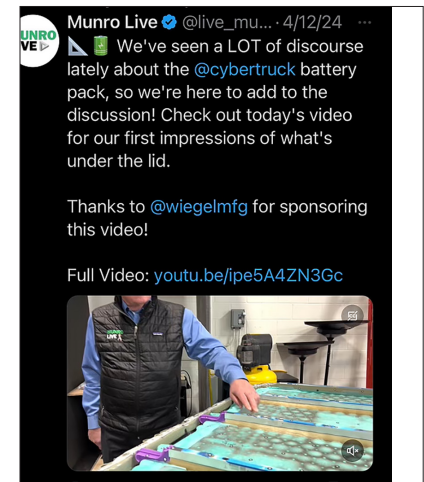 UNRO
VE
Munro Live @live_mu... · 4/12/24 ...
We've seen a LOT of discourse
lately about the @cybertruck battery
pack, so we're here to add to the
discussion! Check out today's video
for our first impressions of what's
under the lid.
Thanks to @wiegelmfg for sponsoring
this video!
Full Video: youtu.be/ipe5A4ZN3Gc
MUNRO
LIVE